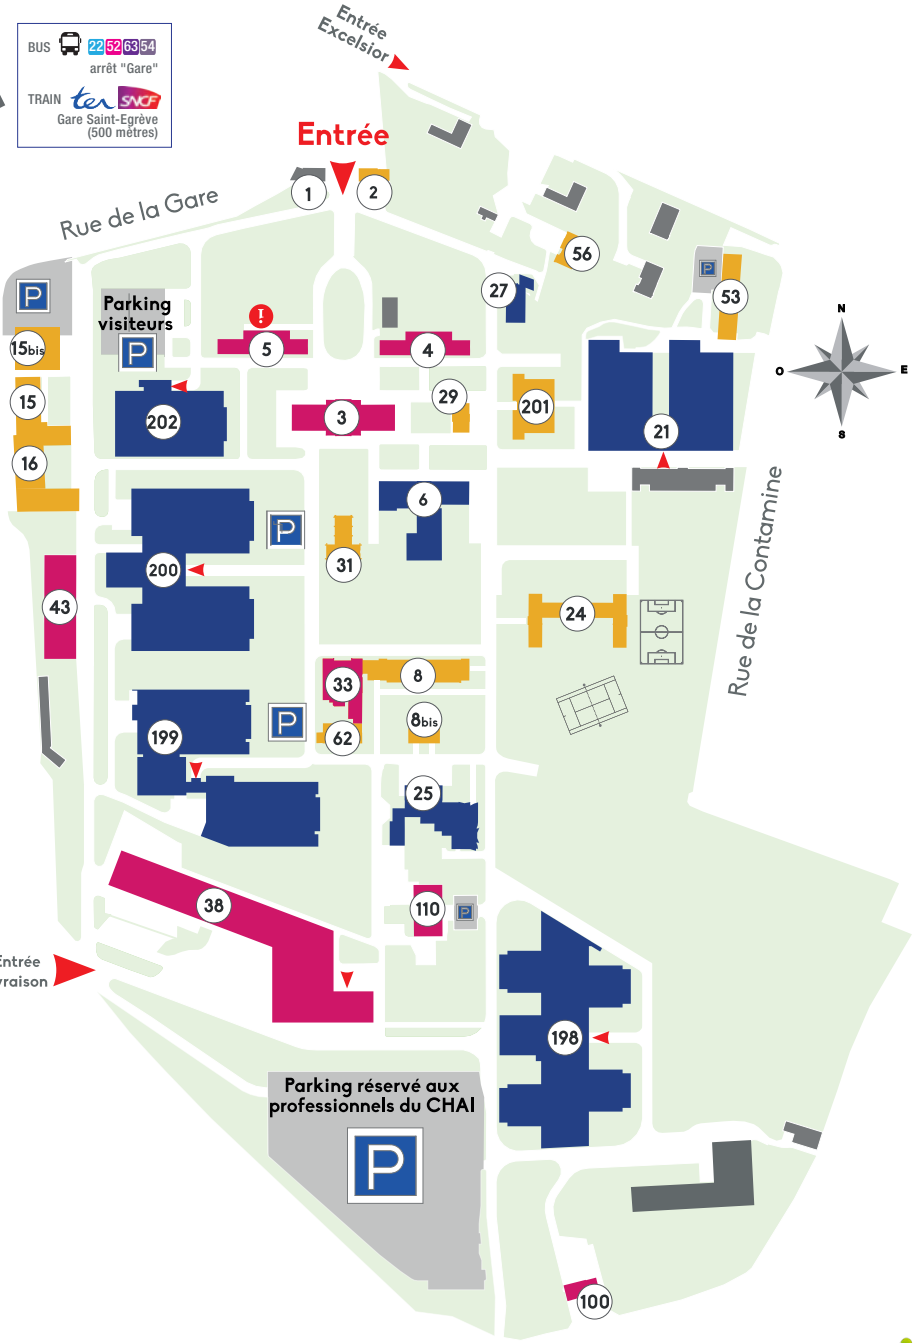 Entrée
Excelsior
BUS 22 52 63 54
arrêt "Gare"
TRAIN ter SNCF
Gare Saint-Egrève
(500 mètres)
Entrée
1
2
Rue de la Gare
56
P
53
27
P
Parking
visiteurs
P
!
5
4
15bis
N
O
E
S
15
202
3
29
201
21
16
6
P
200
31
Rue de la Contamine
43
24
33
8
199
P
62
8bis
25
38
110
P
Entrée
vraison
198
Parking réservé aux
professionnels du CHAI
P
100